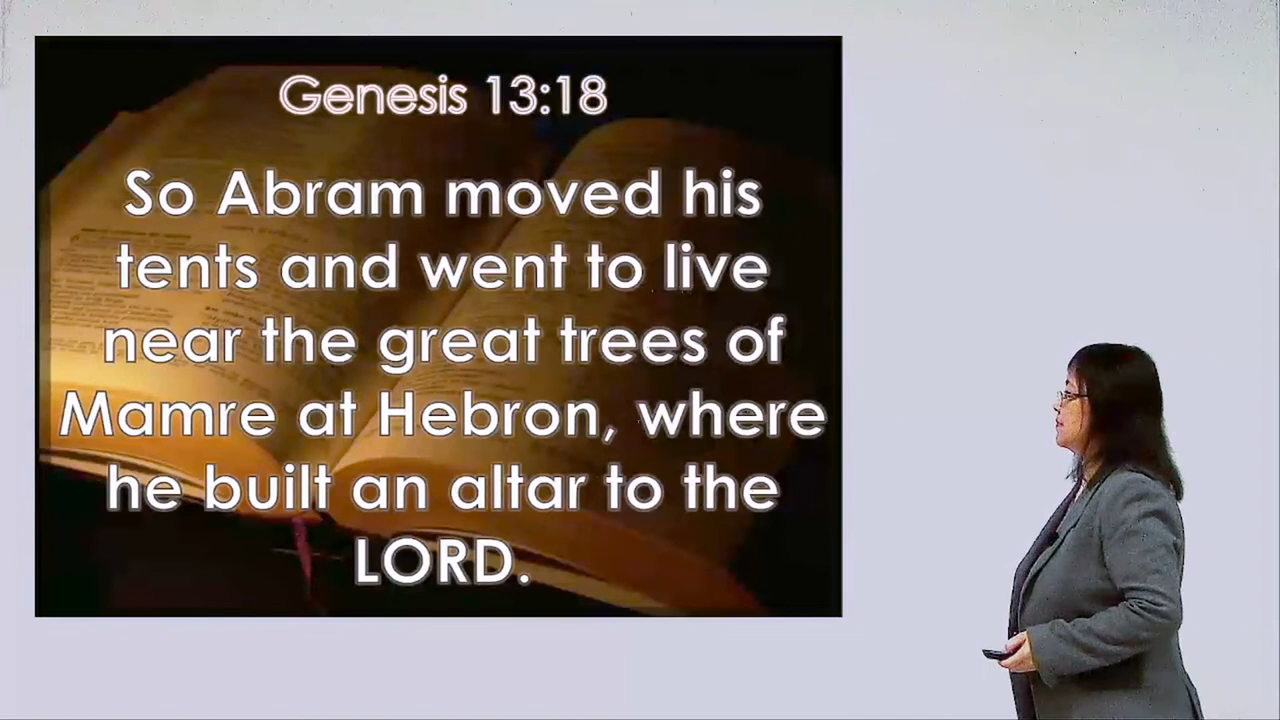 Genesis 13:18
So Abram moved his
tents and went to live
near the great trees of
Mamre at Hebron, where
he built an altar to the
LORD.